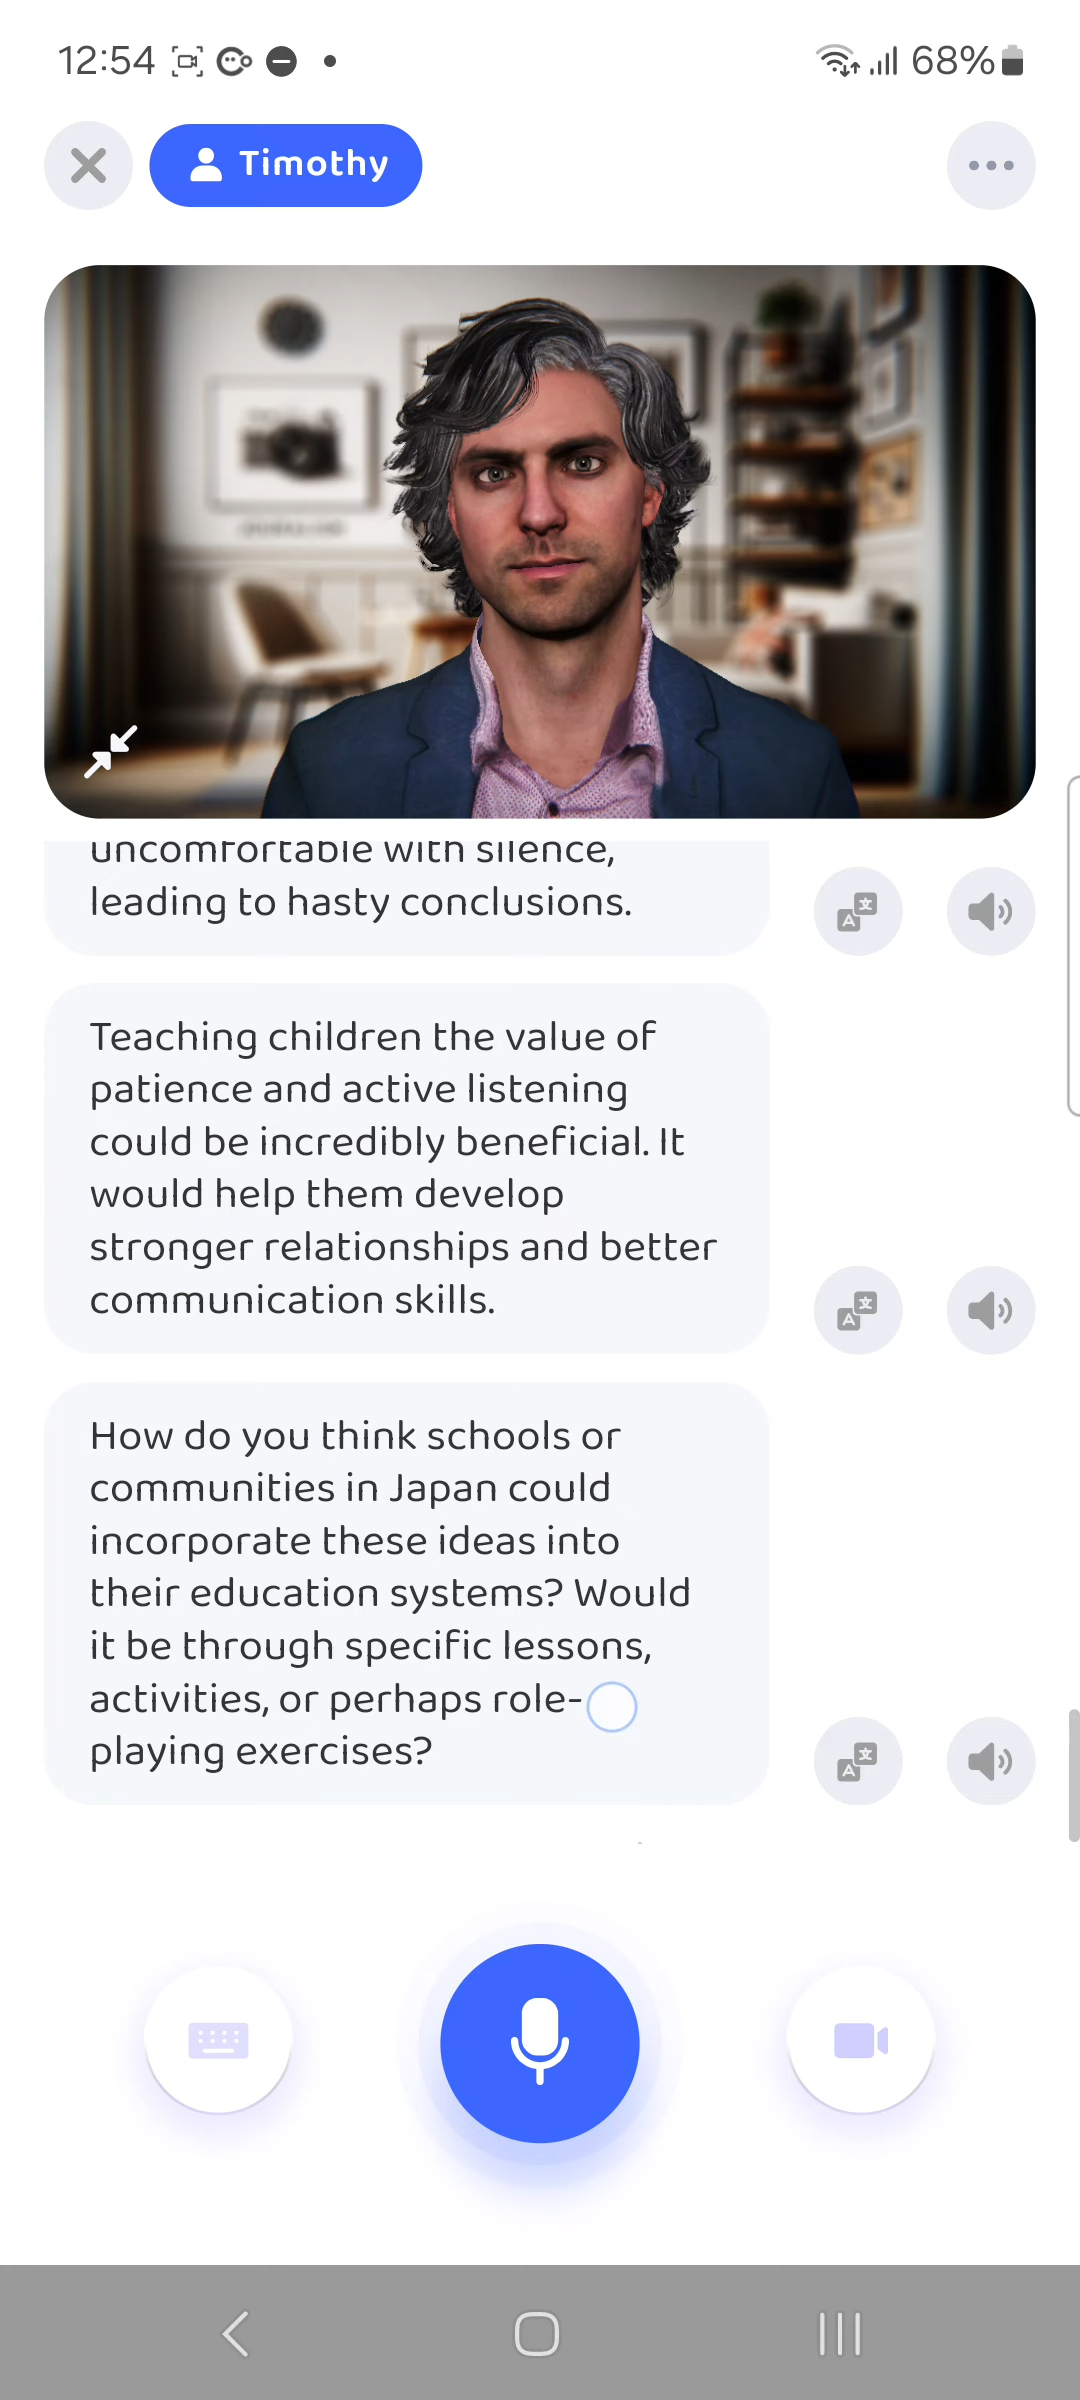 12:54
68%
Timothy
uncomfortable with silence,
leading to hasty conclusions.
Teaching children the value of
patience and active listening
could be incredibly beneficial. It
would help them develop
stronger relationships and better
communication skills.
How do you think schools or
communities in Japan could
incorporate these ideas into
their education systems? Would
it be through specific lessons,
activities, or perhaps role-
playing exercises?